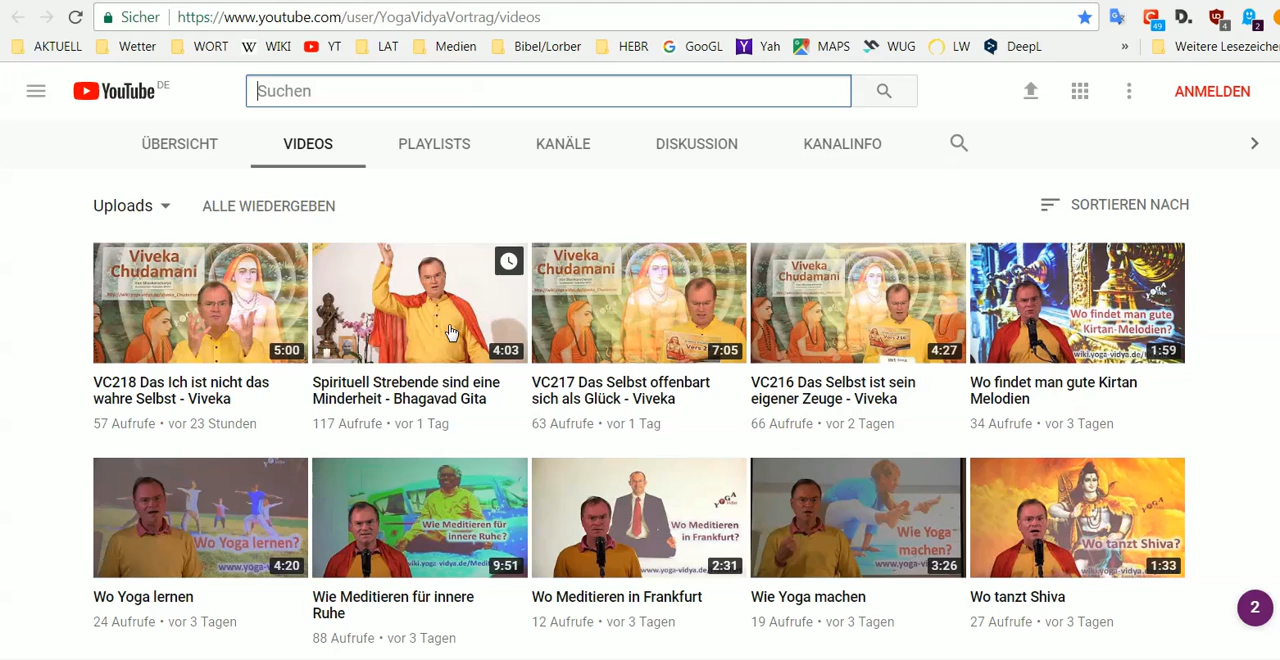 Sicher https://www.youtube.com/user/YogaVidyaVortrag/videos
49 D. 4 2
AKTUELL Wetter WORT WIKI YT LAT Medien Bibel/Lorber HEBR GooGL Yah MAPS WUG LW DeepL » Weitere Lesezeichen
YouTube DE Suchen ANMELDEN
ÜBERSICHT VIDEOS PLAYLISTS KANÄLE DISKUSSION KANALINFO
Uploads ALLE WIEDERGEBEN SORTIEREN NACH
Viveka
Chudamani
5:00
4:03
Viveka
Chudamani
7:05
Viveka
Chudamani
4:27
Wo findet man gute
Kirtan-Melodien?
1:59
VC218 Das Ich ist nicht das
wahre Selbst - Viveka
57 Aufrufe • vor 23 Stunden
Spirituell Strebende sind eine
Minderheit - Bhagavad Gita
117 Aufrufe • vor 1 Tag
VC217 Das Selbst offenbart
sich als Glück - Viveka
63 Aufrufe • vor 1 Tag
VC216 Das Selbst ist sein
eigener Zeuge - Viveka
66 Aufrufe • vor 2 Tagen
Wo findet man gute Kirtan
Melodien
34 Aufrufe • vor 3 Tagen
Wo Yoga lernen?
4:20
Wie Meditieren für
innere Ruhe?
9:51
YOGA
Wo Meditieren
in Frankfurt?
2:31
Wie Yoga
machen?
3:26
Wo tanzt Shiva?
1:33
Wo Yoga lernen
24 Aufrufe • vor 3 Tagen
Wie Meditieren für innere
Ruhe
88 Aufrufe • vor 3 Tagen
Wo Meditieren in Frankfurt
12 Aufrufe • vor 3 Tagen
Wie Yoga machen
19 Aufrufe • vor 3 Tagen
Wo tanzt Shiva
27 Aufrufe • vor 3 Tagen
2